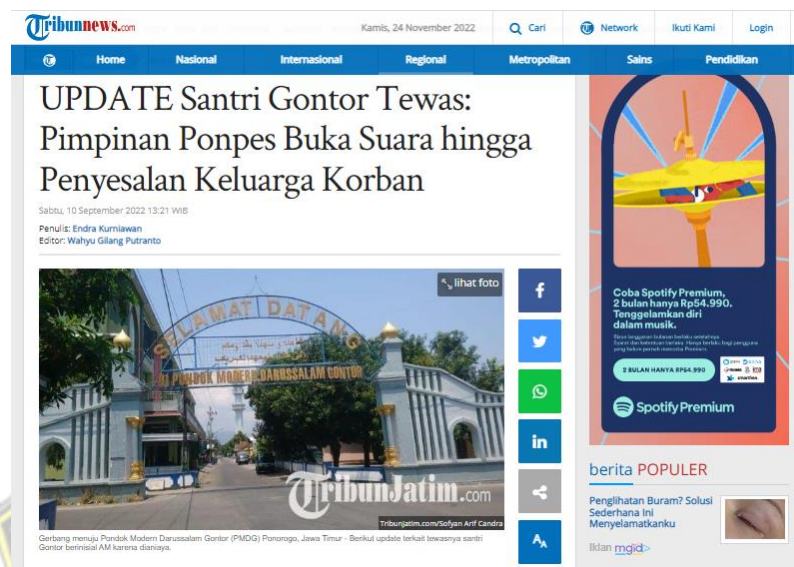 Tribunnews.com
Kamis, 24 November 2022
Cari
Network
Ikuti Kami
Login
Home
Nasional
Internasional
Regional
Metropolitan
Sains
Pendidikan
UPDATE Santri Gontor Tewas:
Pimpinan Ponpes Buka Suara hingga
Penyesalan Keluarga Korban
Sabtu, 10 September 2022 13:21 WIB
Penulis: Endra Kurniawan
Editor: Wahyu Gilang Putranto
lihat foto
SELAMAT DATANG
DI PONDOK MODERN DARUSSALAM GONTOR
TribunJatim.com
Tribunjatim.com/Sofyan Arif Candra
Gerbang menuju Pondok Modern Darussalam Gontor (PMDG) Ponorogo, Jawa Timur - Berikut update terkait tewasnya santri
Gontor berinisial AM karena dianiaya.
f
in
AA
Coba Spotify Premium,
2 bulan hanya Rp54.990.
Tenggelamkan diri
dalam musik.
2 BULAN HANYA RP54.990
Spotify Premium
berita POPULER
Penglihatan Buram? Solusi
Sederhana Ini
Menyelamatkanku
Iklan mgid